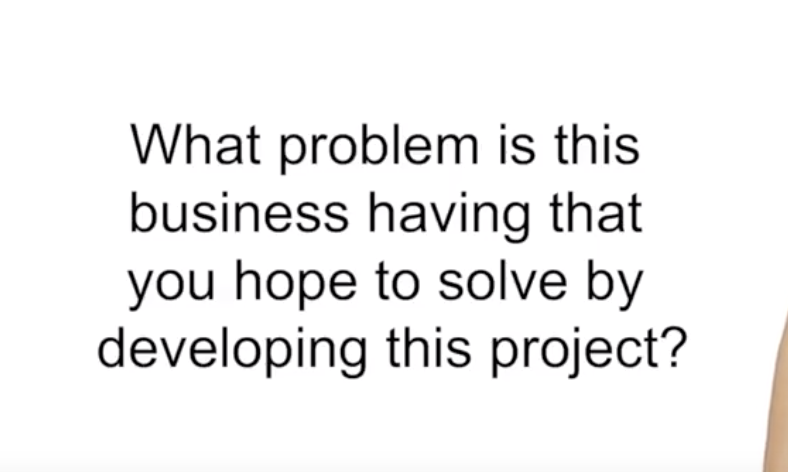 What problem is this
business having that
you hope to solve by
developing this project?